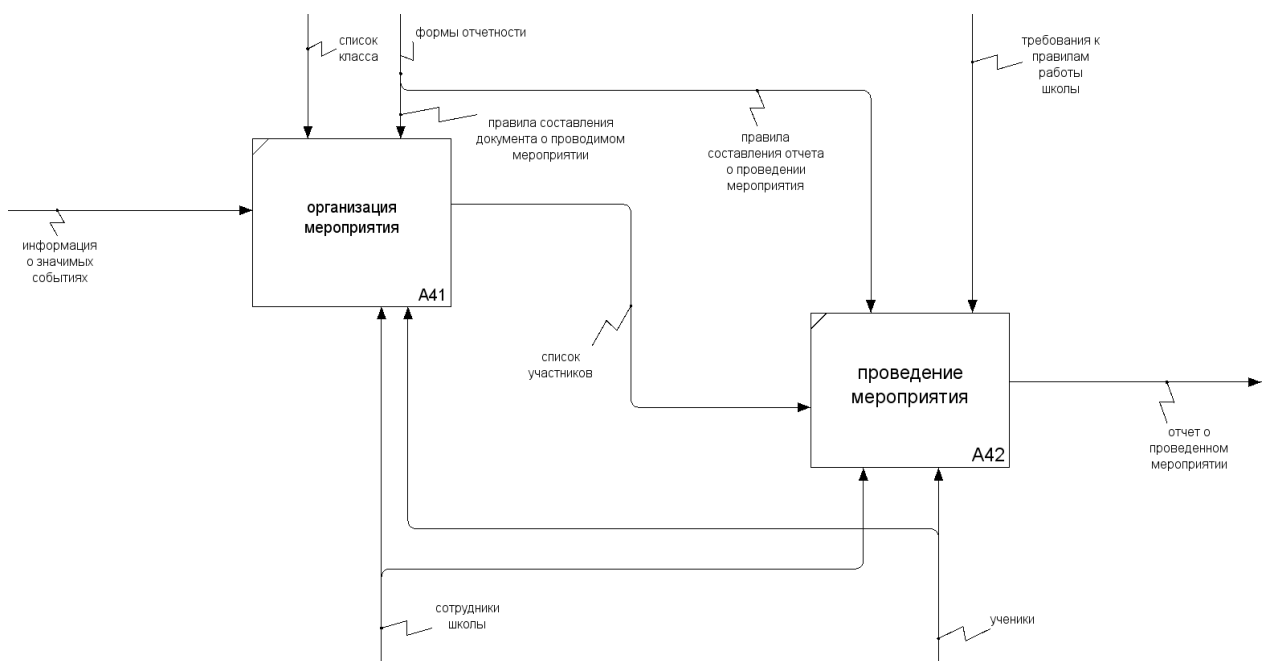 список
класса
формы отчетности
требования к
правилам
работы
школы
правила составления
документа о проводимом
мероприятии
правила
составления отчета
о проведении
мероприятия
организация
мероприятия
A41
информация
о значимых
событиях
список
участников
проведение
мероприятия
A42
отчет о
проведенном
мероприятии
сотрудники
школы
ученики